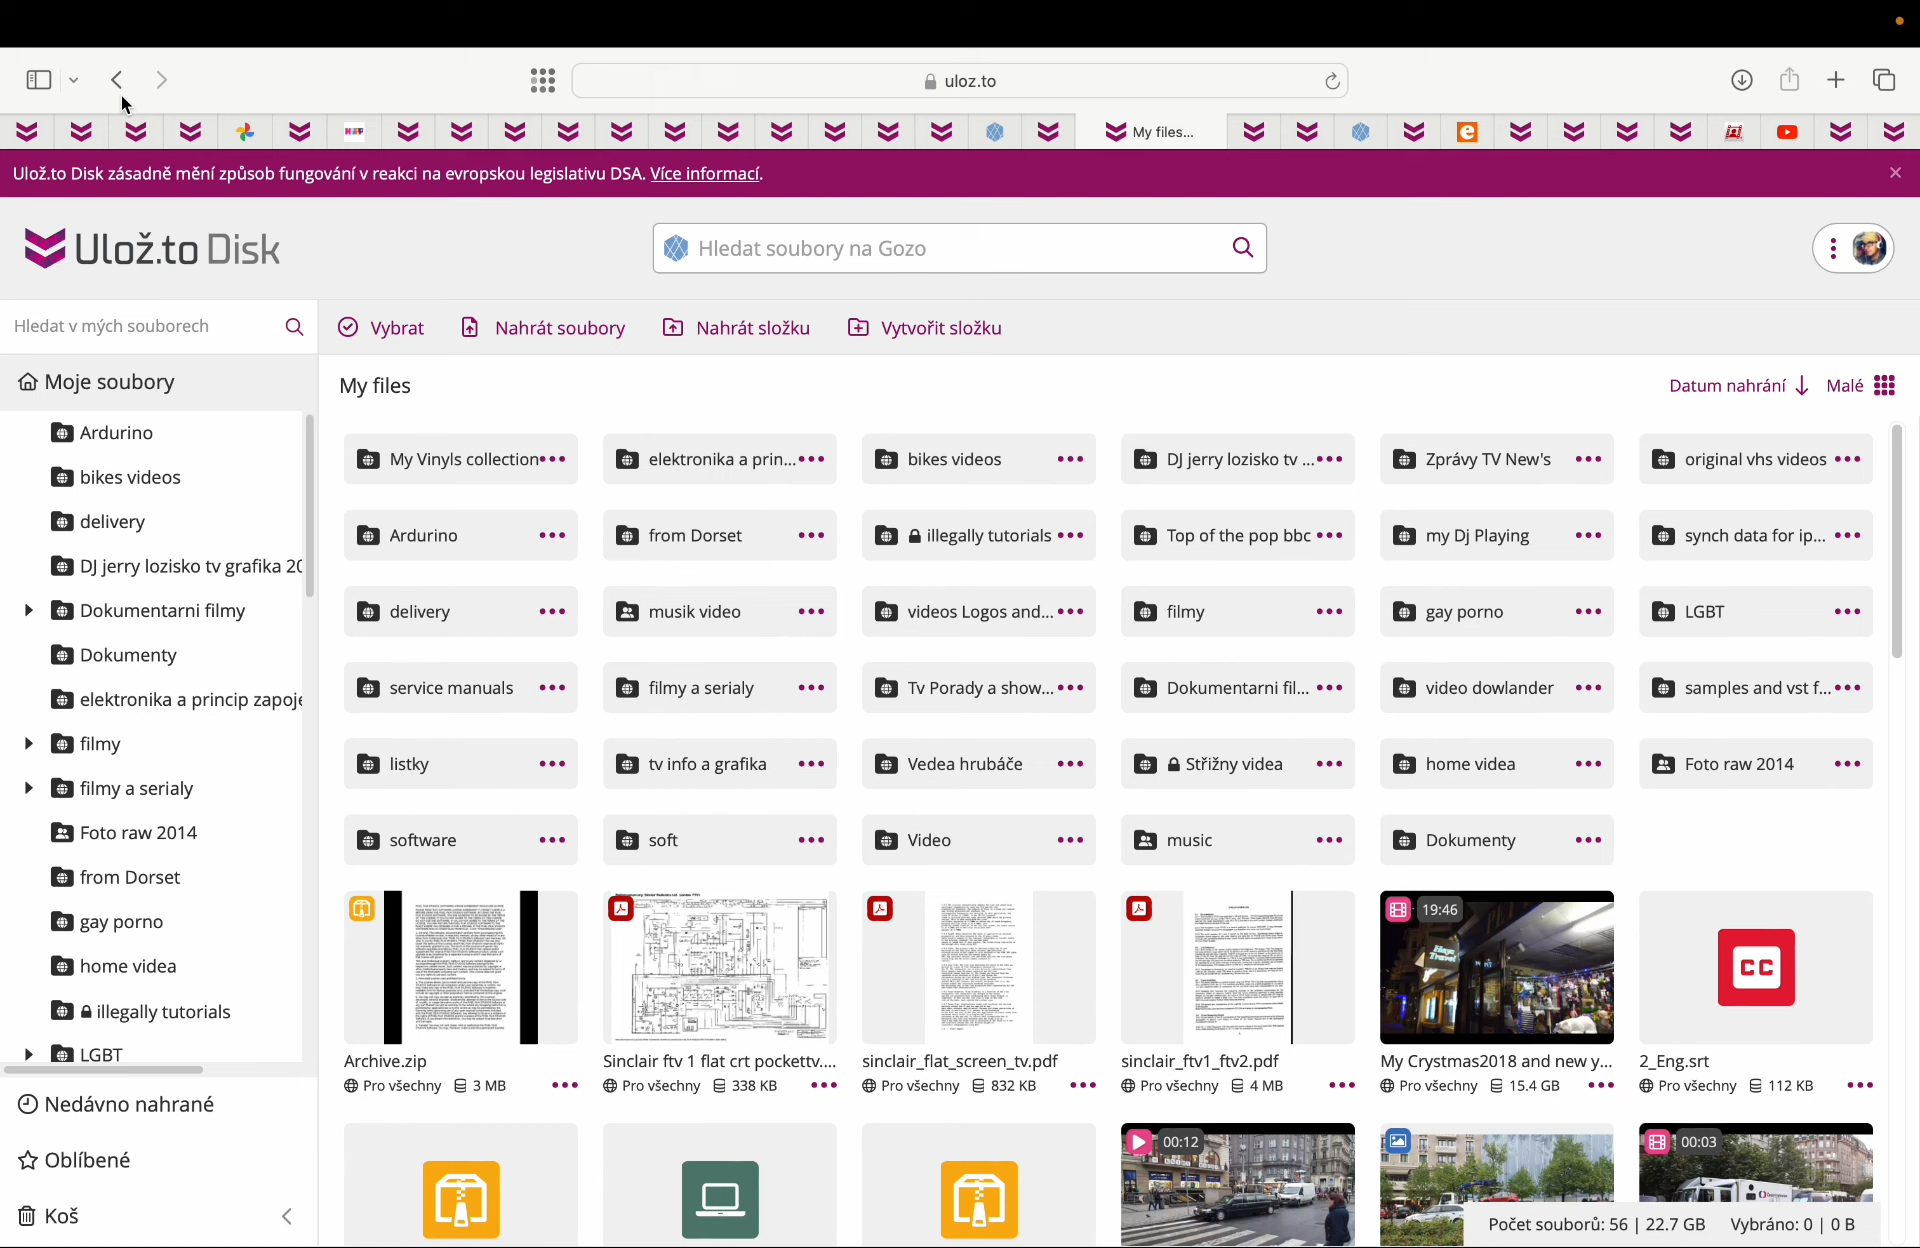 uloz.to
My files...
Ulož.to Disk zásadně mění způsob fungování v reakci na evropskou legislativu DSA. Více informací.
Ulož.to Disk
Hledat soubory na Gozo
Hledat v mých souborech
Vybrat
Nahrát soubory
Nahrát složku
Vytvořit složku
Moje soubory
Ardurino
bikes videos
delivery
DJ jerry lozisko tv grafika 20
Dokumentarni filmy
Dokumenty
elektronika a princip zapoje
filmy
filmy a serialy
Foto raw 2014
from Dorset
gay porno
home videa
illegally tutorials
LGBT
Nedávno nahrané
Oblíbené
Koš
My files
Datum nahrání
Malé
My Vinyls collection
elektronika a prin...
bikes videos
DJ jerry lozisko tv ...
Zprávy TV New's
original vhs videos
Ardurino
from Dorset
illegally tutorials
Top of the pop bbc
my Dj Playing
synch data for ip...
delivery
musik video
videos Logos and...
filmy
gay porno
LGBT
service manuals
filmy a serialy
Tv Porady a show...
Dokumentarni fil...
video dowlander
samples and vst f...
listky
tv info a grafika
Vedea hrubáče
Střižny videa
home videa
Foto raw 2014
software
soft
Video
music
Dokumenty
19:46
CC
Archive.zip
Sinclair ftv 1 flat crt pockettv....
sinclair_flat_screen_tv.pdf
sinclair_ftv1_ftv2.pdf
My Crystmas2018 and new y...
2_Eng.srt
Pro všechny 3 MB
Pro všechny 338 KB
Pro všechny 832 KB
Pro všechny 4 MB
Pro všechny 15.4 GB
Pro všechny 112 KB
00:12
00:03
Počet souborů: 56 | 22.7 GB
Vybráno: 0 | 0 B